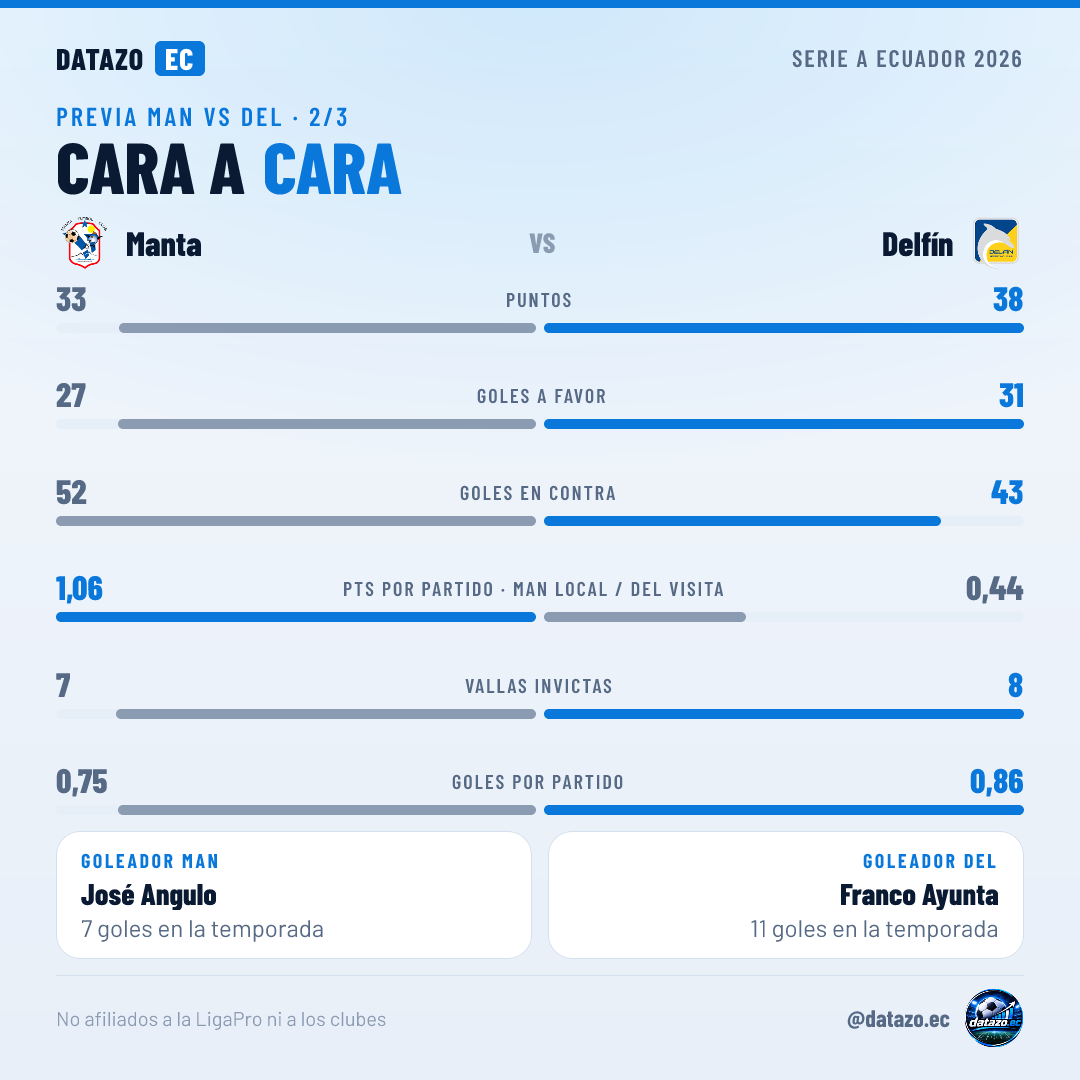 DATAZO EC
SERIE A ECUADOR 2026
PREVIA MAN VS DEL · 2/3
CARA A CARA
Manta VS Delfín
DELFIN
33 PUNTOS 38
27 GOLES A FAVOR 31
52 GOLES EN CONTRA 43
1,06 PTS POR PARTIDO · MAN LOCAL / DEL VISITA 0,44
7 VALLAS INVICTAS 8
0,75 GOLES POR PARTIDO 0,86
GOLEADOR MAN
José Angulo
7 goles en la temporada
GOLEADOR DEL
Franco Ayunta
11 goles en la temporada
No afiliados a la LigaPro ni a los clubes
@datazo.ec
datazo.ec